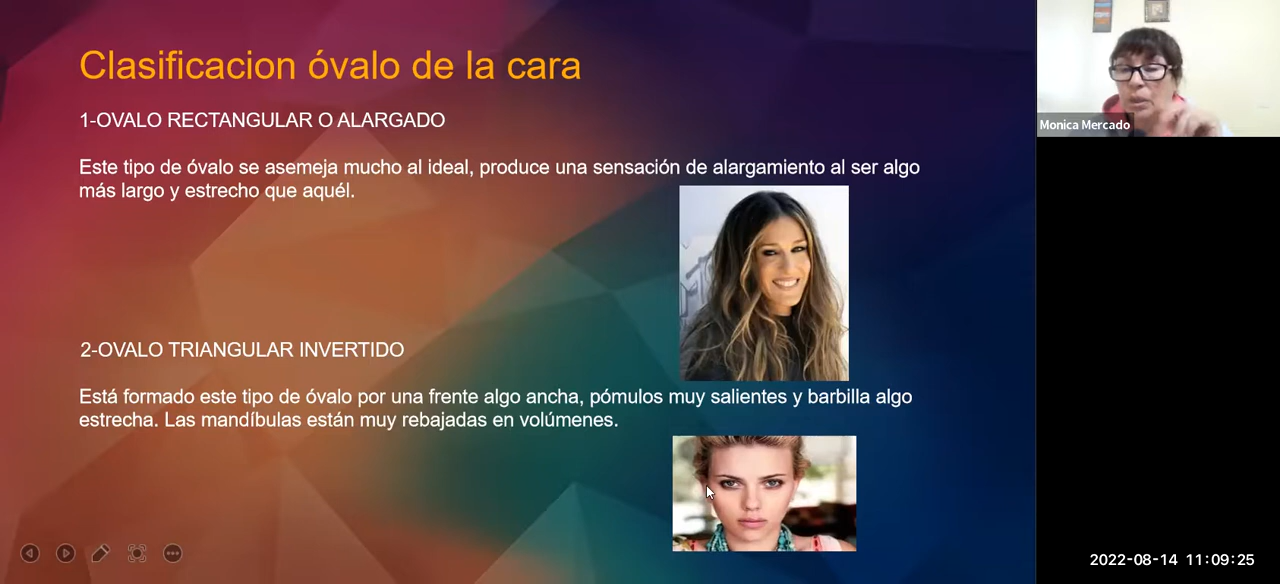 Clasificacion óvalo de la cara
1-OVALO RECTANGULAR O ALARGADO
Este tipo de óvalo se asemeja mucho al ideal, produce una sensación de alargamiento al ser algo
más largo y estrecho que aquél.
2-OVALO TRIANGULAR INVERTIDO
Está formado este tipo de óvalo por una frente algo ancha, pómulos muy salientes y barbilla algo
estrecha. Las mandíbulas están muy rebajadas en volúmenes.
Monica Mercado
2022-08-14 11:09:25